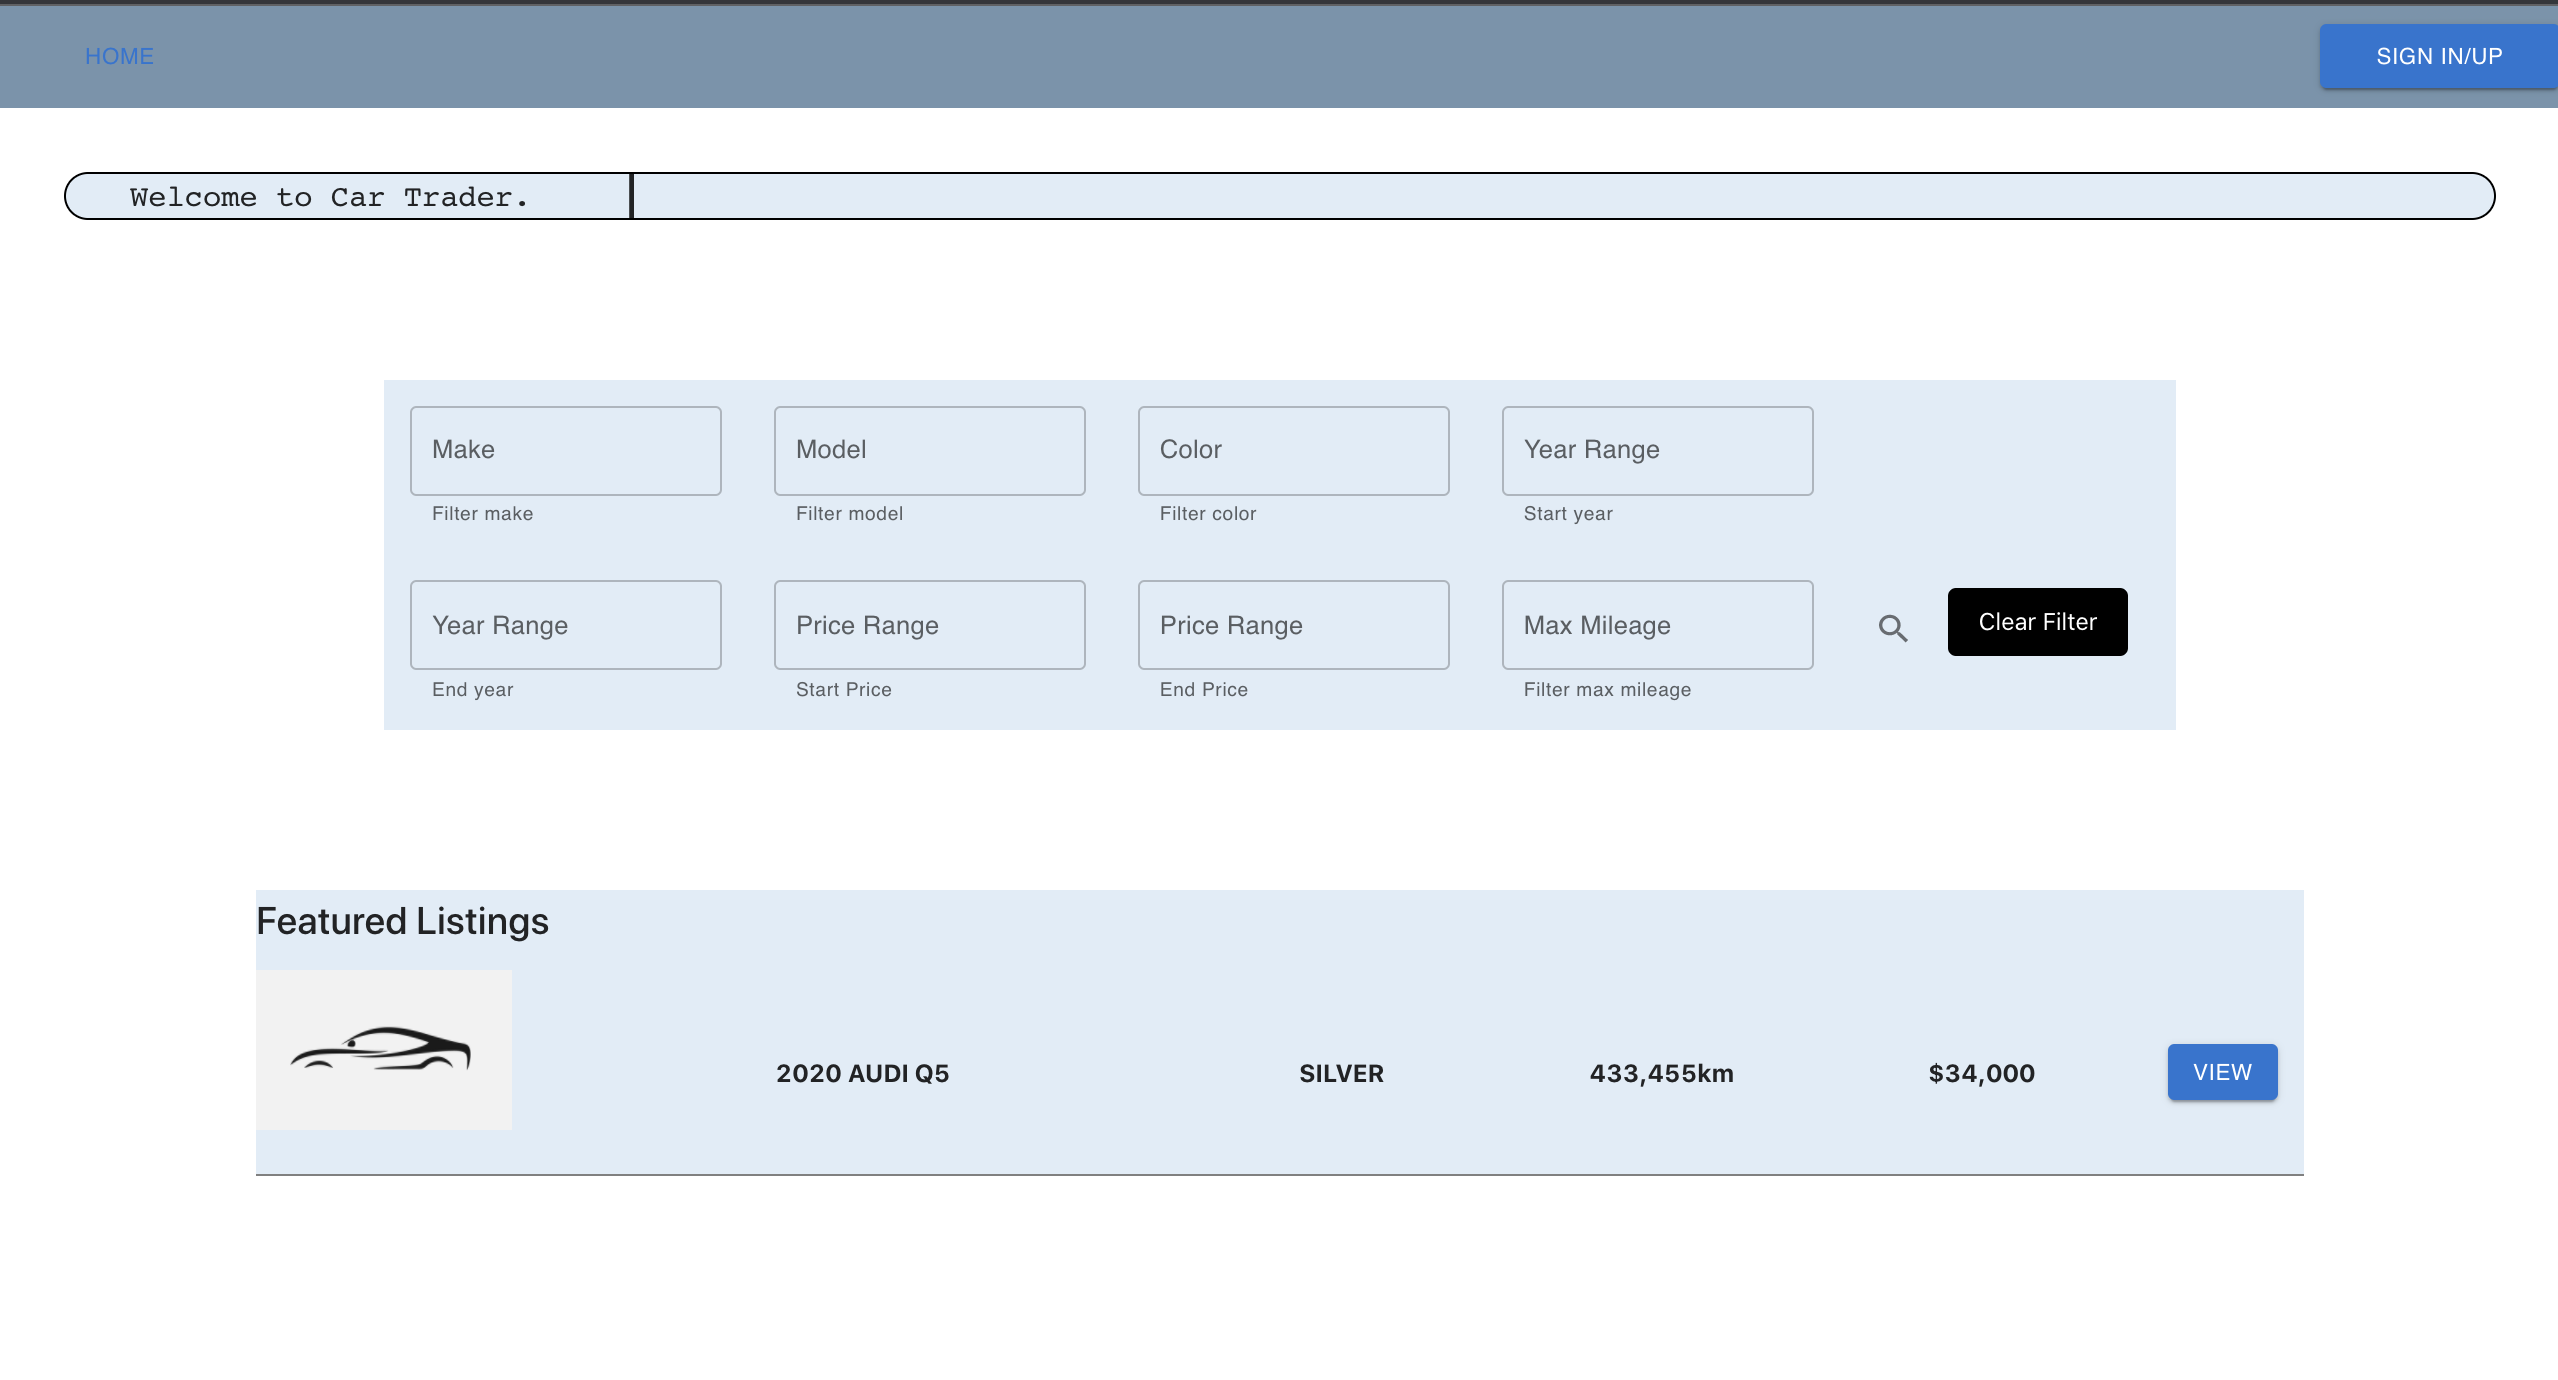 HOME SIGN IN/UP
Welcome to Car Trader.
Make Model Color Year Range
Filter make Filter model Filter color Start year
Year Range Price Range Price Range Max Mileage Clear Filter
End year Start Price End Price Filter max mileage
Featured Listings
2020 AUDI Q5 SILVER 433,455km $34,000 VIEW